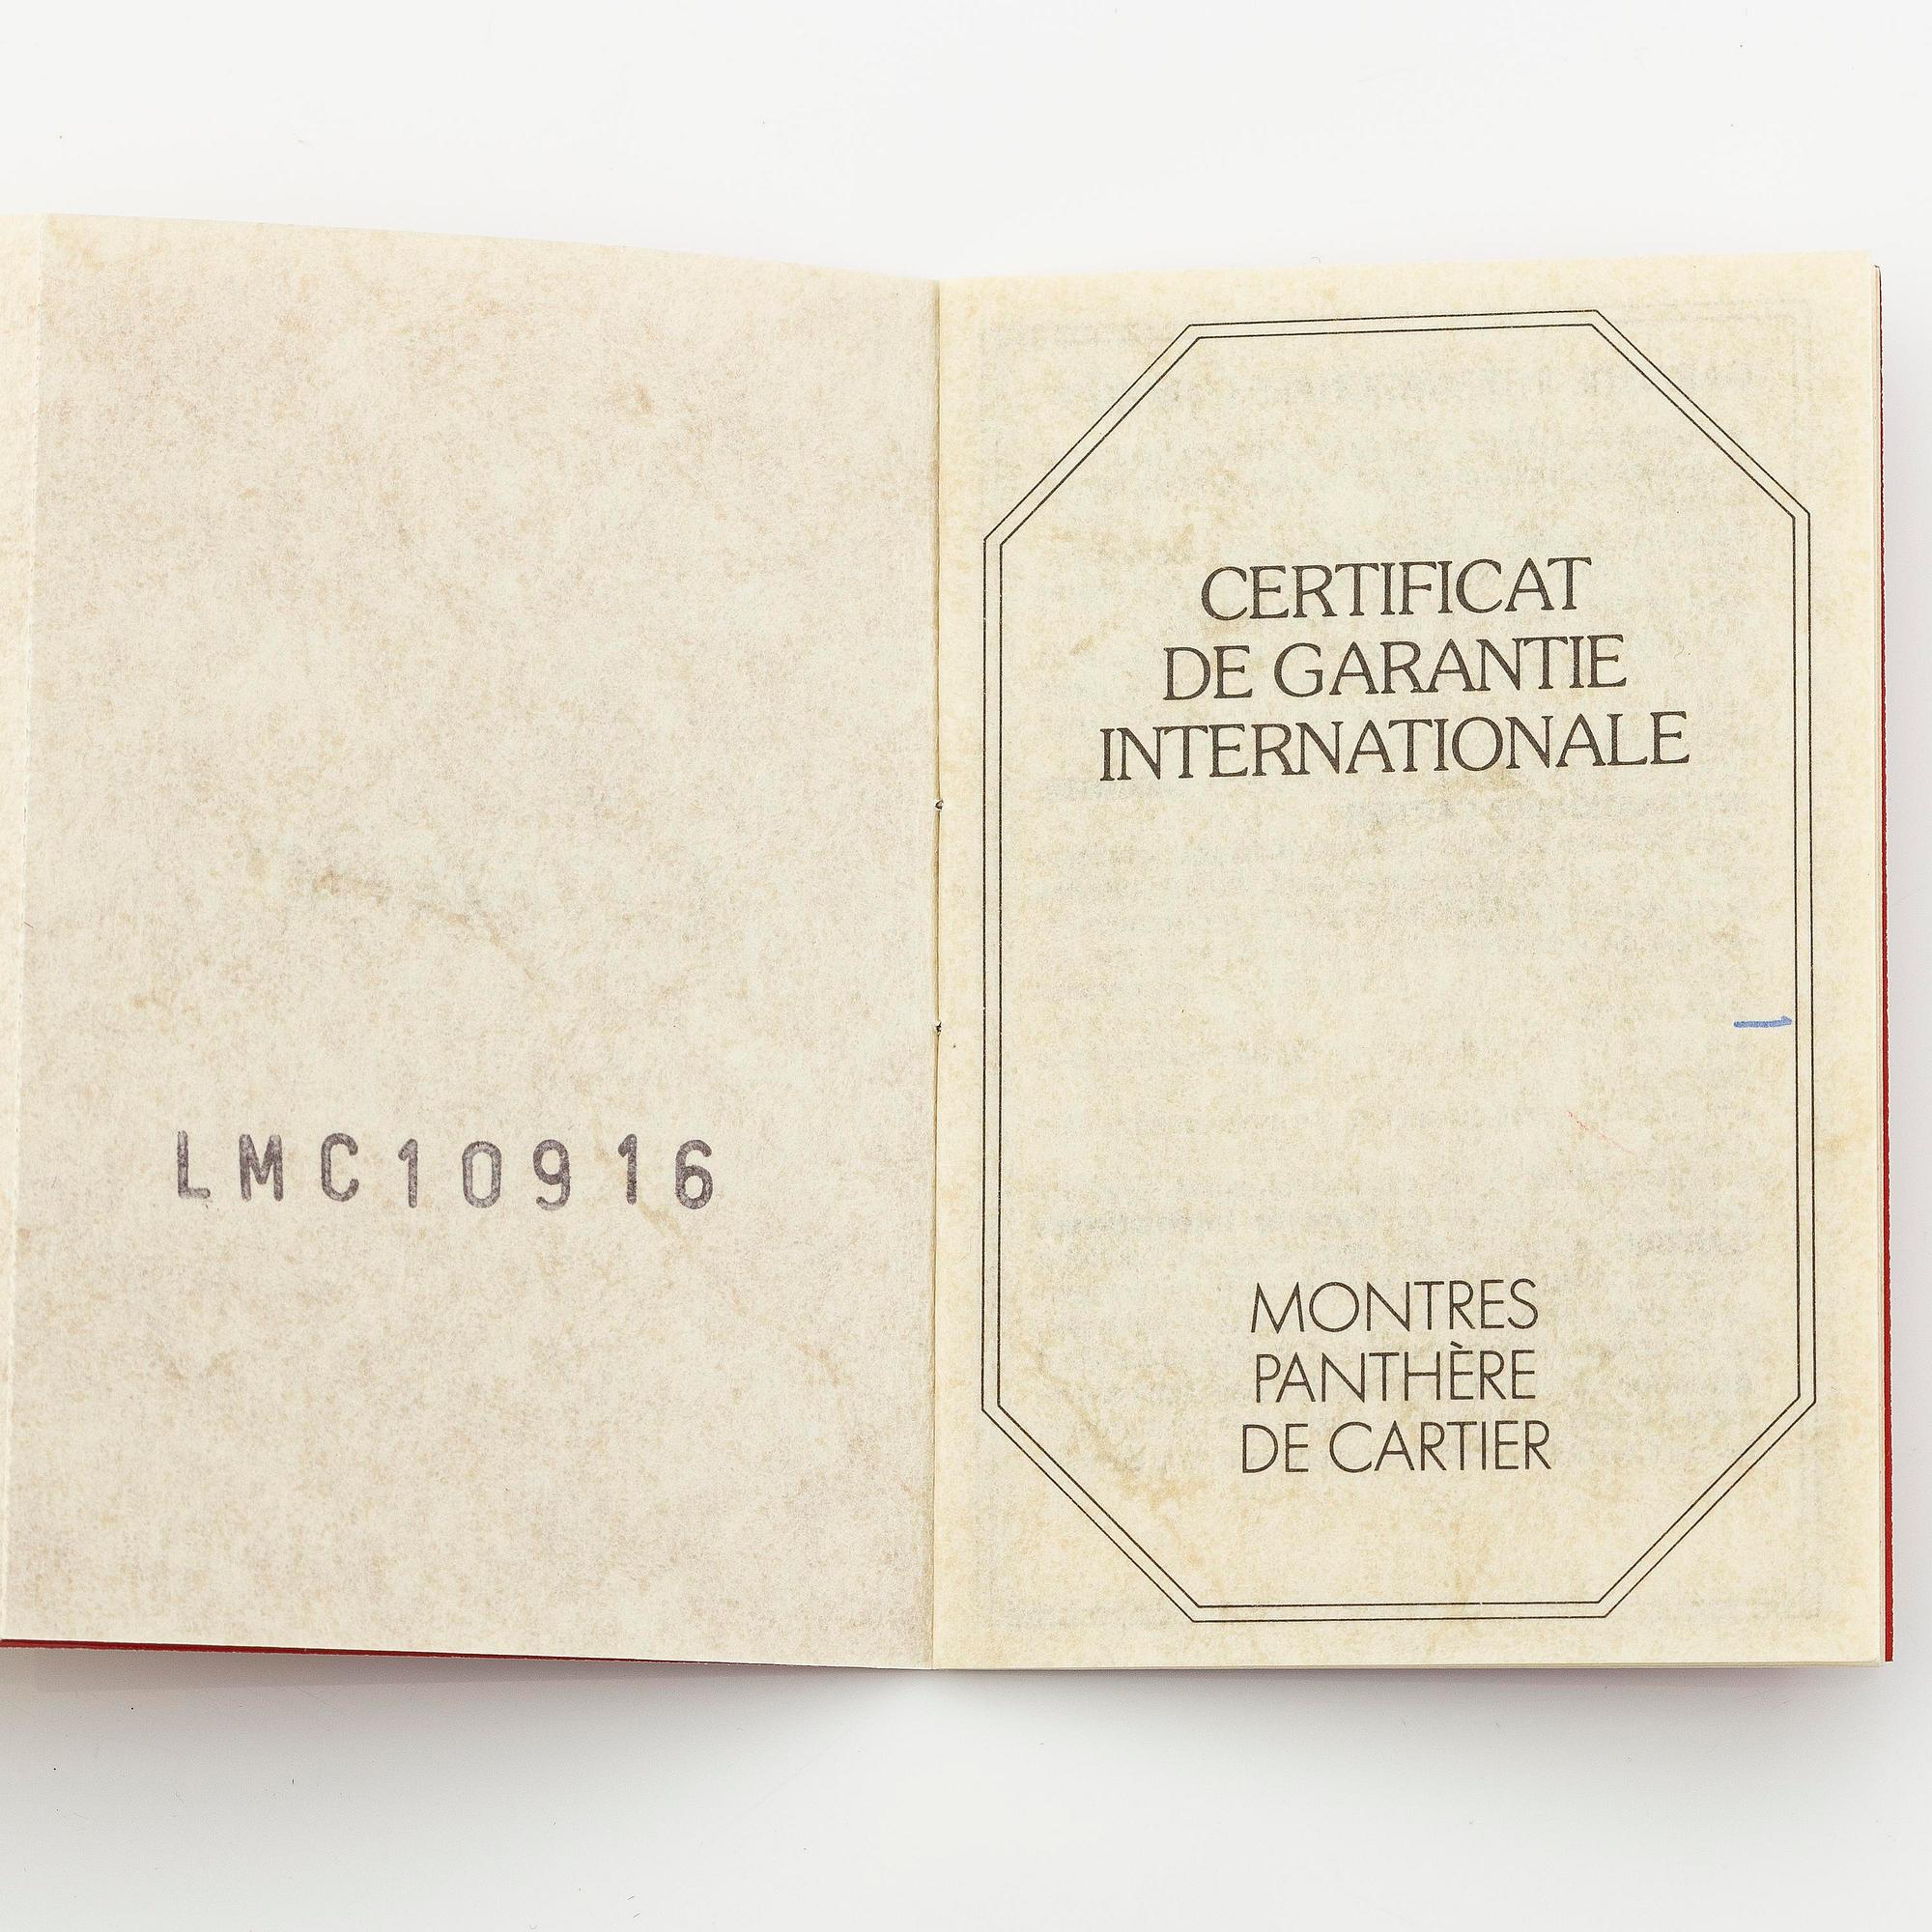 LMC10916
CERTIFICAT
DE GARANTIE
INTERNATIONALE
MONTRES
PANTHÈRE
DE CARTIER